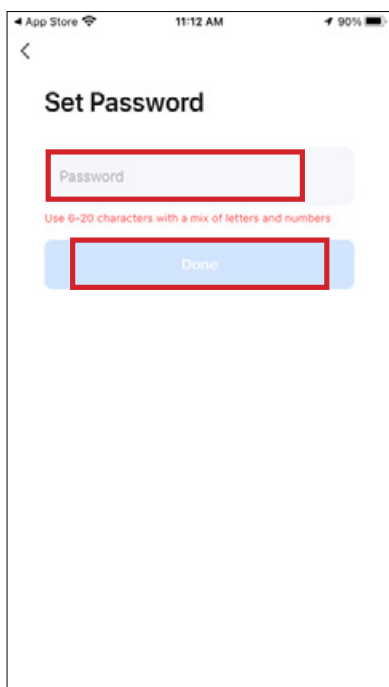 App Store 11:12 AM 90%
Set Password
Password
Use 6-20 characters with a mix of letters and numbers
Done